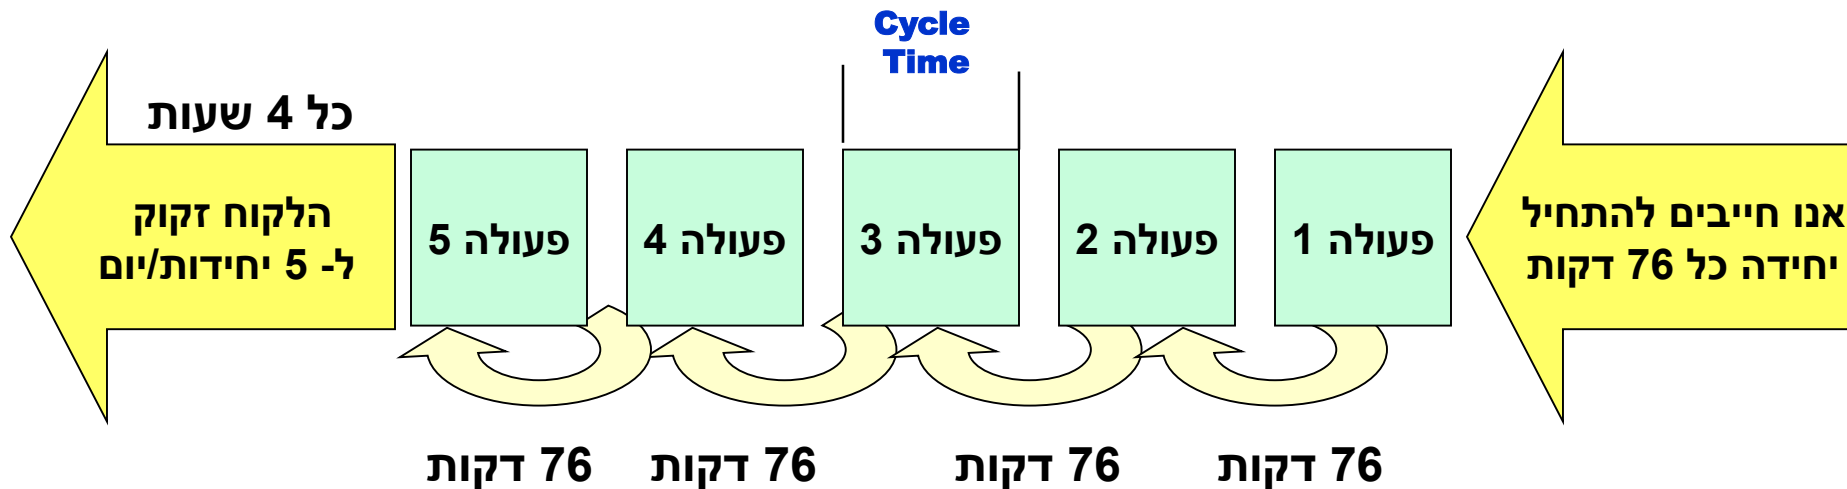 Cycle
Time
אנו חייבים להתחיל
יחידה כל 76 דקות
פעולה 1
פעולה 2
פעולה 3
פעולה 4
פעולה 5
כל 4 שעות
הלקוח זקוק
ל- 5 יחידות/יום
76 דקות
76 דקות
76 דקות
76 דקות